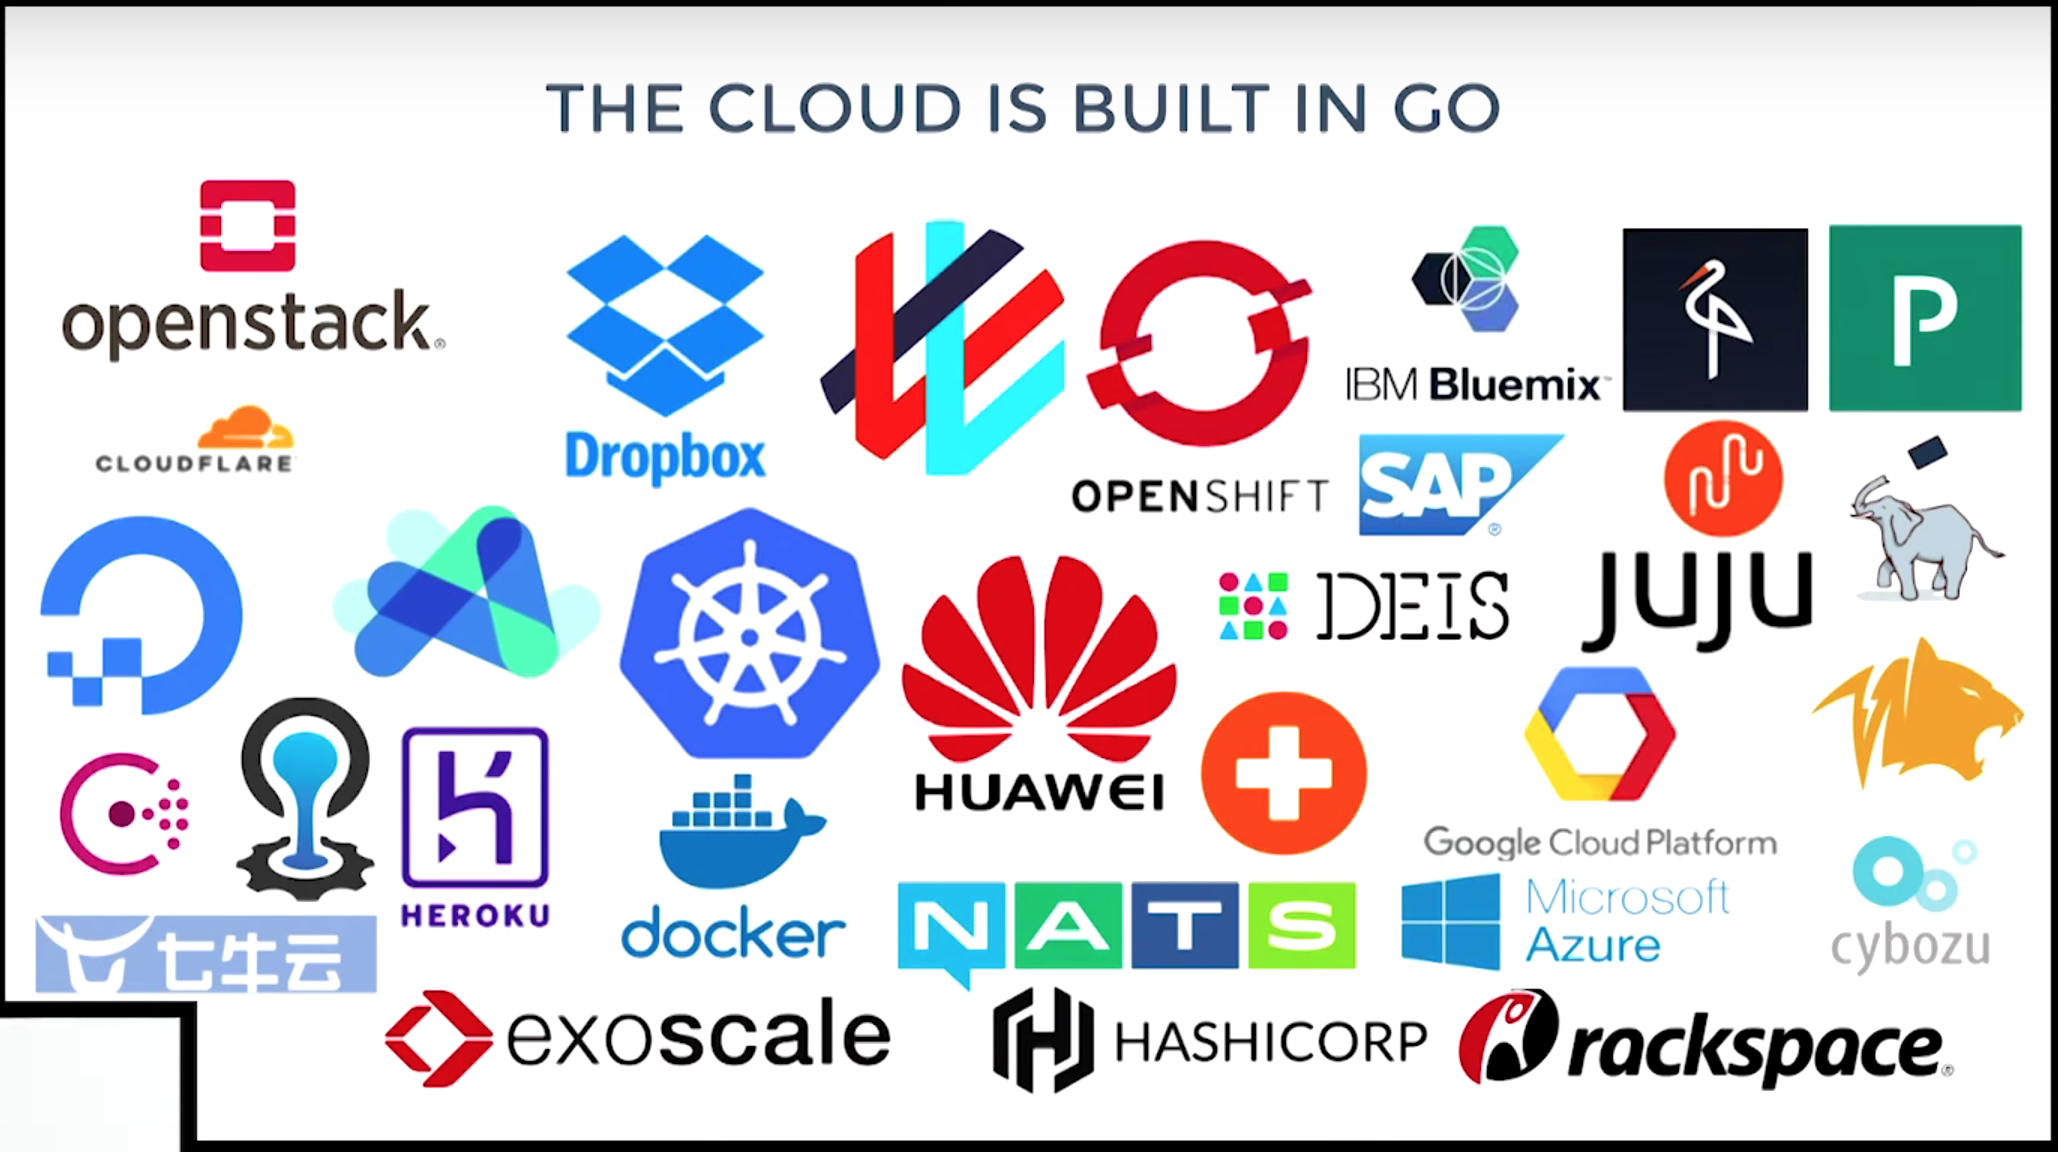 THE CLOUD IS BUILT IN GO
openstack®
CLOUDFLARE
Dropbox
OPENSHIFT
IBM Bluemix™
P
SAP®
JUJU
DEIS
HUAWEI
HEROKU
docker
Google Cloud Platform
NATS
Microsoft
Azure
cybozu
七牛云
exoscale
HASHICORP
rackspace®